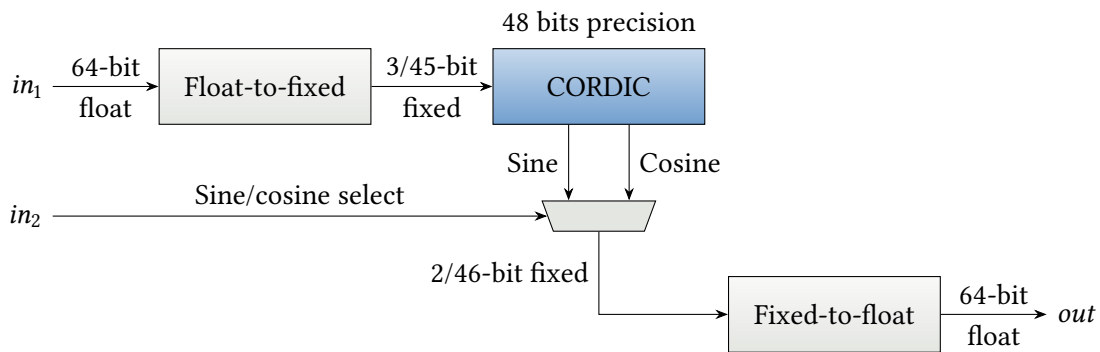 48 bits precision
in₁
64-bit
float
Float-to-fixed
3/45-bit
fixed
CORDIC
Sine
Cosine
in₂
Sine/cosine select
2/46-bit fixed
Fixed-to-float
64-bit
float
out